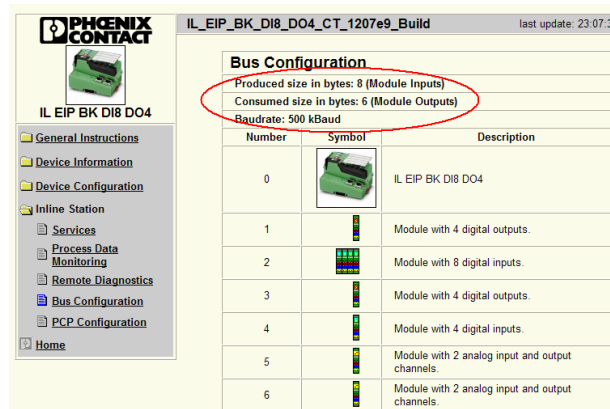 PHŒNIX
CONTACT
IL EIP BK DI8 DO4
General Instructions
Device Information
Device Configuration
Inline Station
Services
Process Data
Monitoring
Remote Diagnostics
Bus Configuration
PCP Configuration
Home
IL_EIP_BK_DI8_DO4_CT_1207e9_Build
last update: 23:07:3
Bus Configuration
Produced size in bytes: 8 (Module Inputs)
Consumed size in bytes: 6 (Module Outputs)
Baudrate: 500 kBaud
Number Symbol Description
0 IL EIP BK DI8 DO4
1 Module with 4 digital outputs.
2 Module with 8 digital inputs.
3 Module with 4 digital outputs.
4 Module with 4 digital inputs.
5 Module with 2 analog input and output
channels.
6 Module with 2 analog input and output
channels.